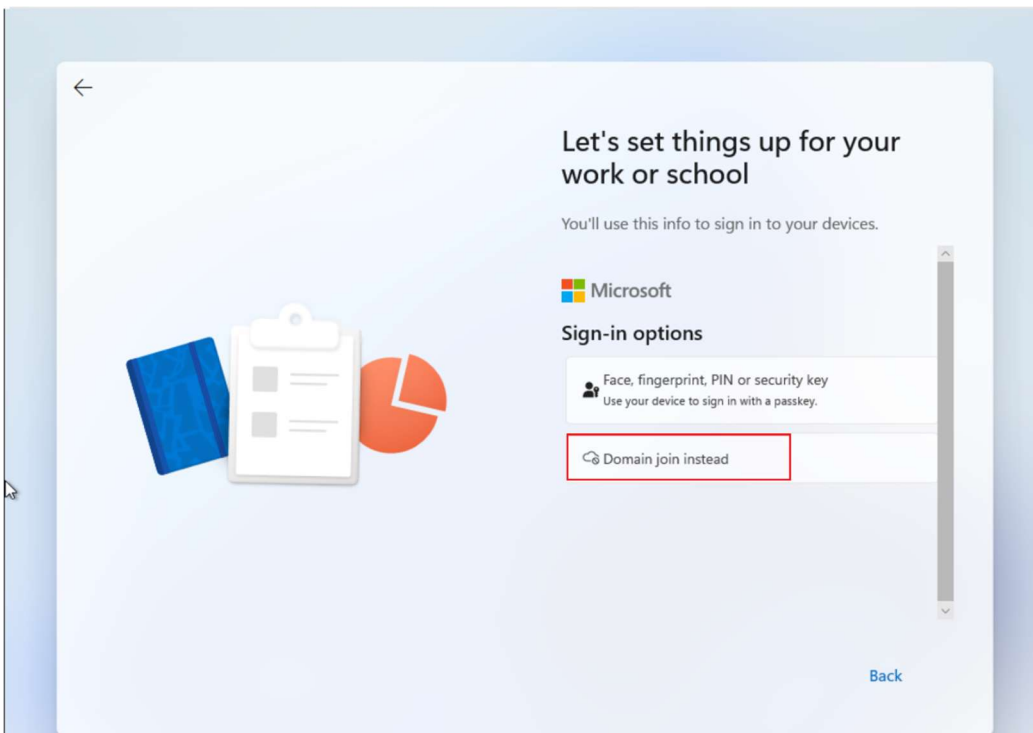 Let's set things up for your
work or school
You'll use this info to sign in to your devices.
Microsoft
Sign-in options
Face, fingerprint, PIN or security key
Use your device to sign in with a passkey.
Domain join instead
Back